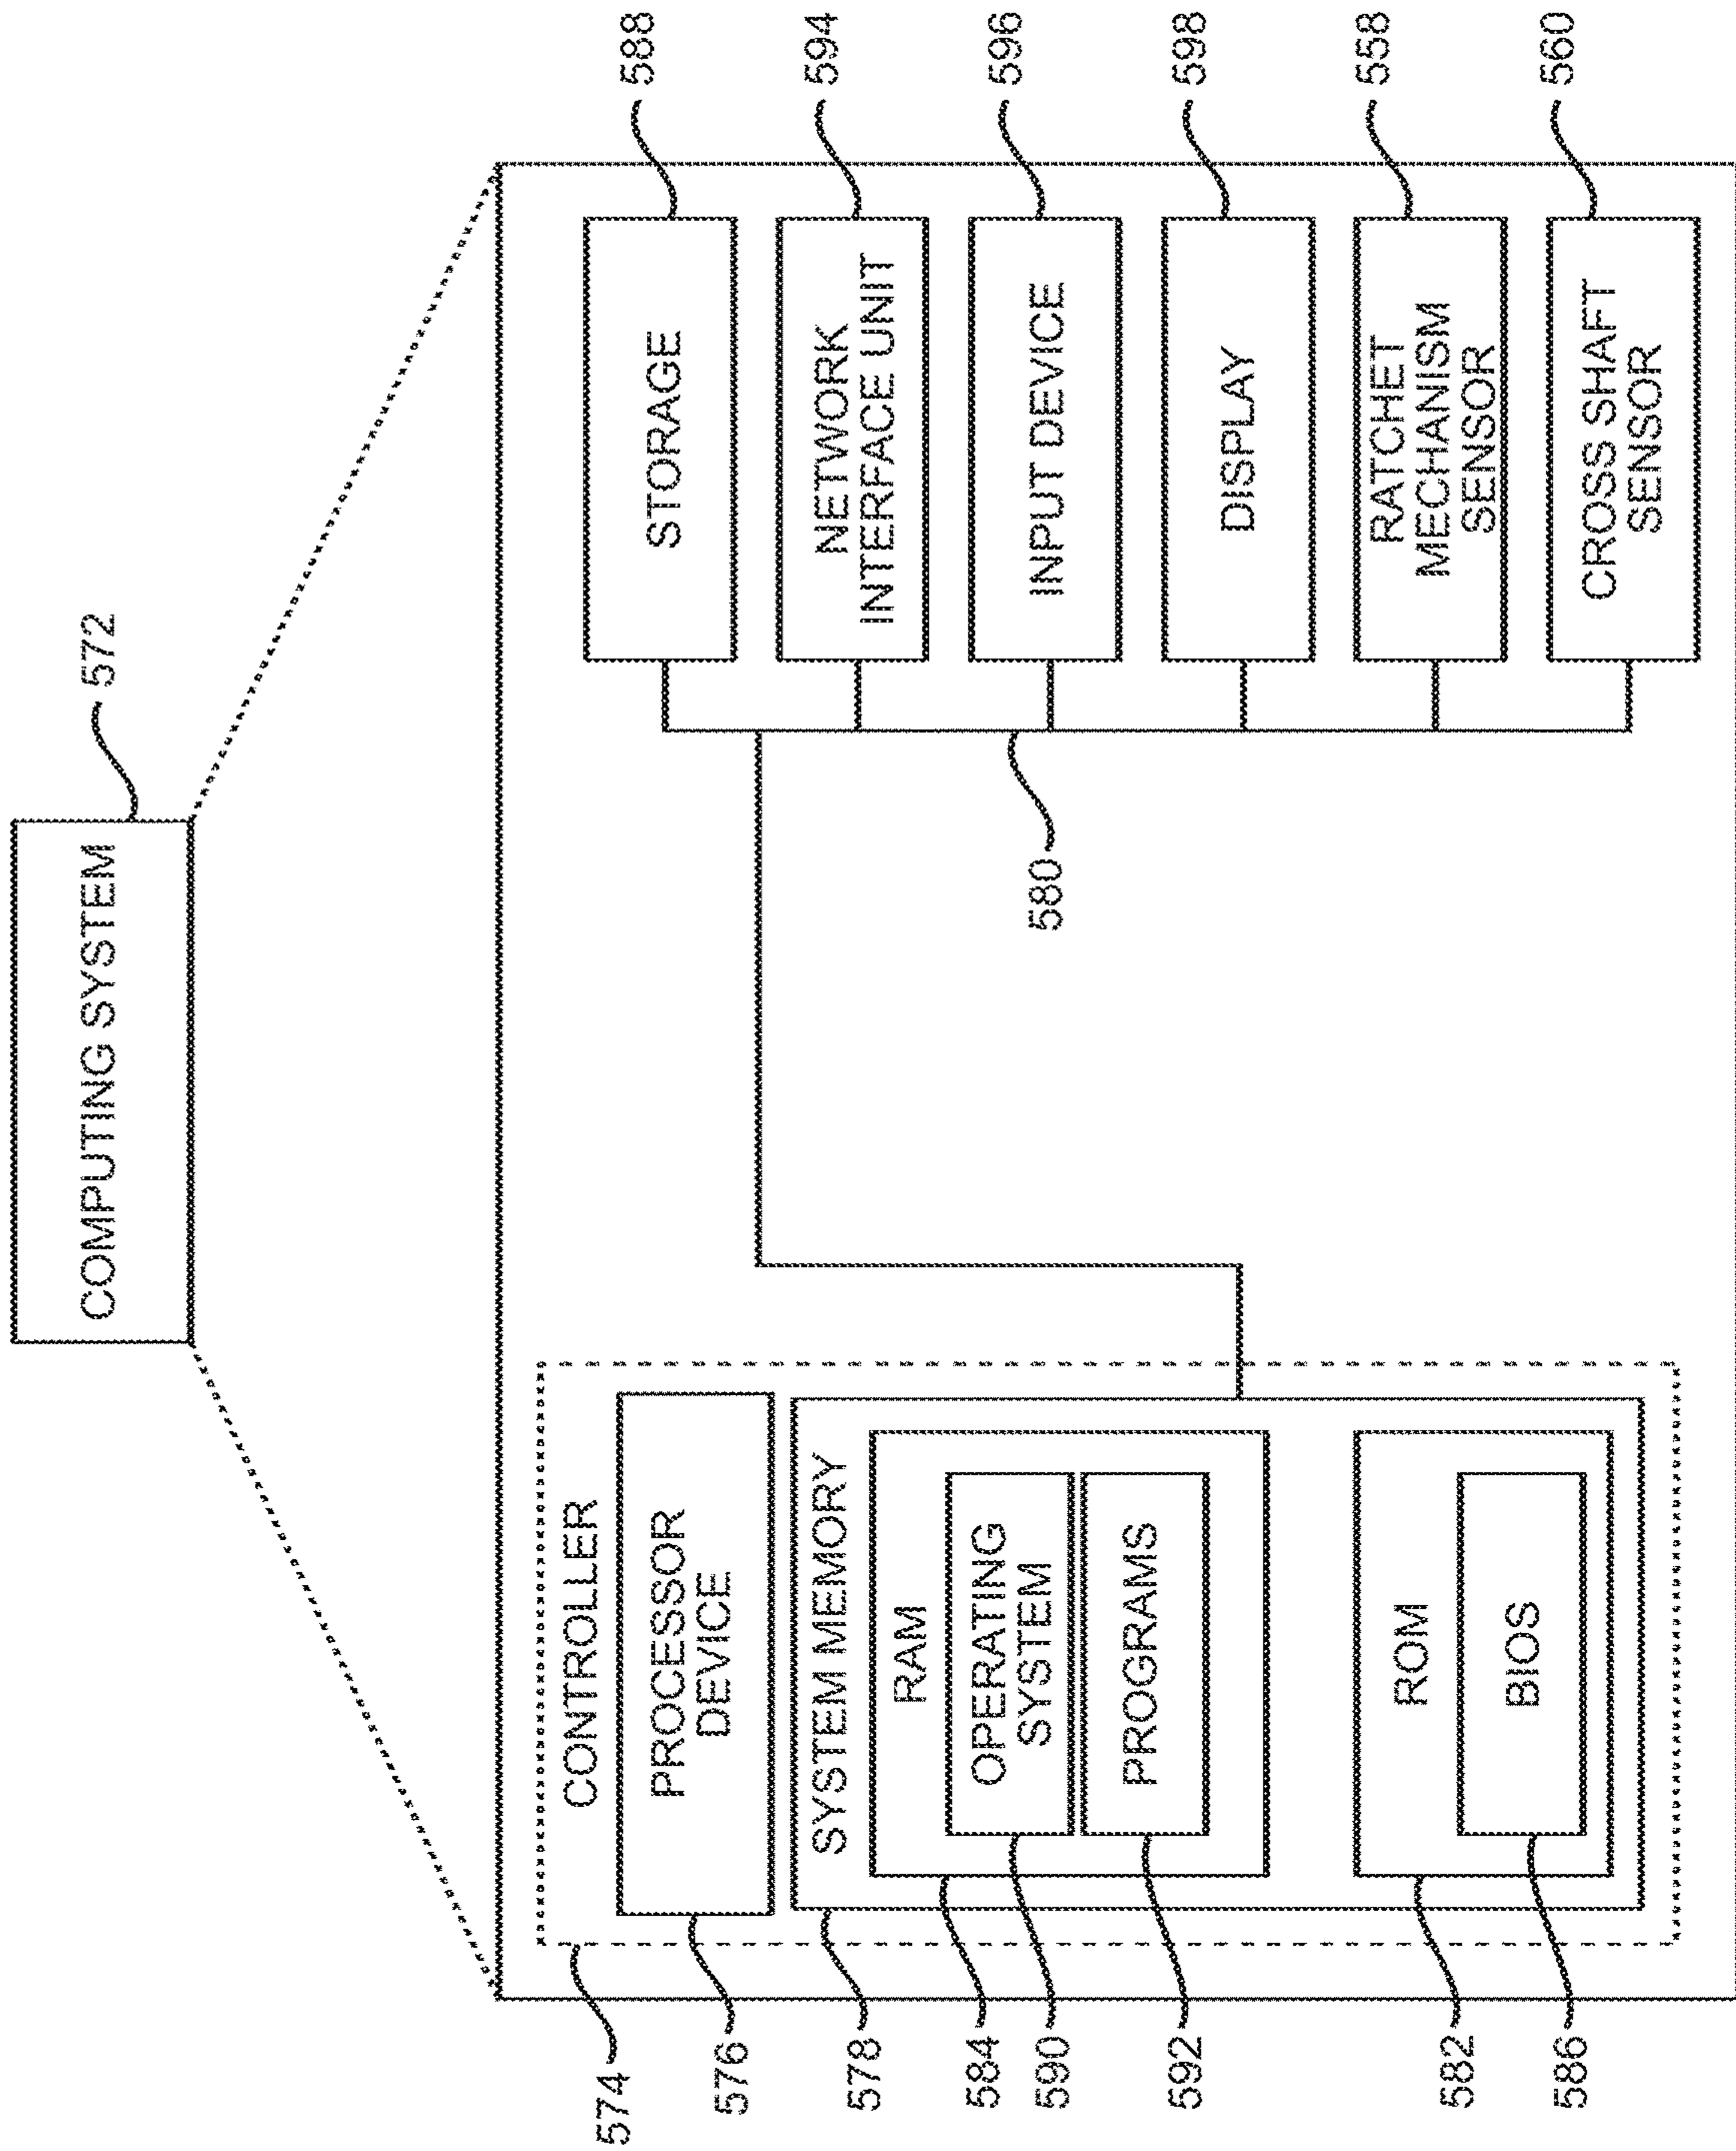 COMPUTING SYSTEM
572
574
CONTROLLER
576
PROCESSOR
DEVICE
578
SYSTEM MEMORY
584
RAM
590
OPERATING
SYSTEM
592
PROGRAMS
582
ROM
586
BIOS
580
STORAGE
588
NETWORK
INTERFACE UNIT
594
INPUT DEVICE
596
DISPLAY
598
RATCHET
MECHANISM
SENSOR
558
CROSS SHAFT
SENSOR
560